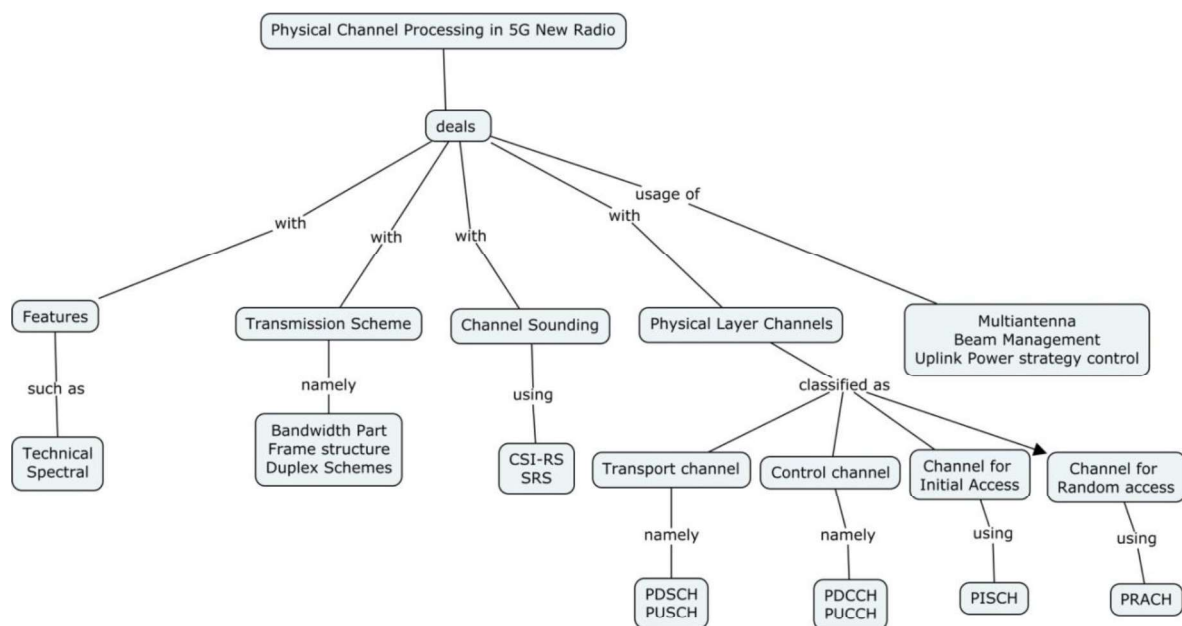 Physical Channel Processing in 5G New Radio
deals
usage of
with
with
with
with
Features
Transmission Scheme
Channel Sounding
Physical Layer Channels
Multiantenna
Beam Management
Uplink Power strategy control
such as
namely
using
classified as
Technical
Spectral
Bandwidth Part
Frame structure
Duplex Schemes
CSI-RS
SRS
Transport channel
Control channel
Channel for
Initial Access
Channel for
Random access
namely
namely
using
using
PDSCH
PUSCH
PDCCH
PUCCH
PISCH
PRACH